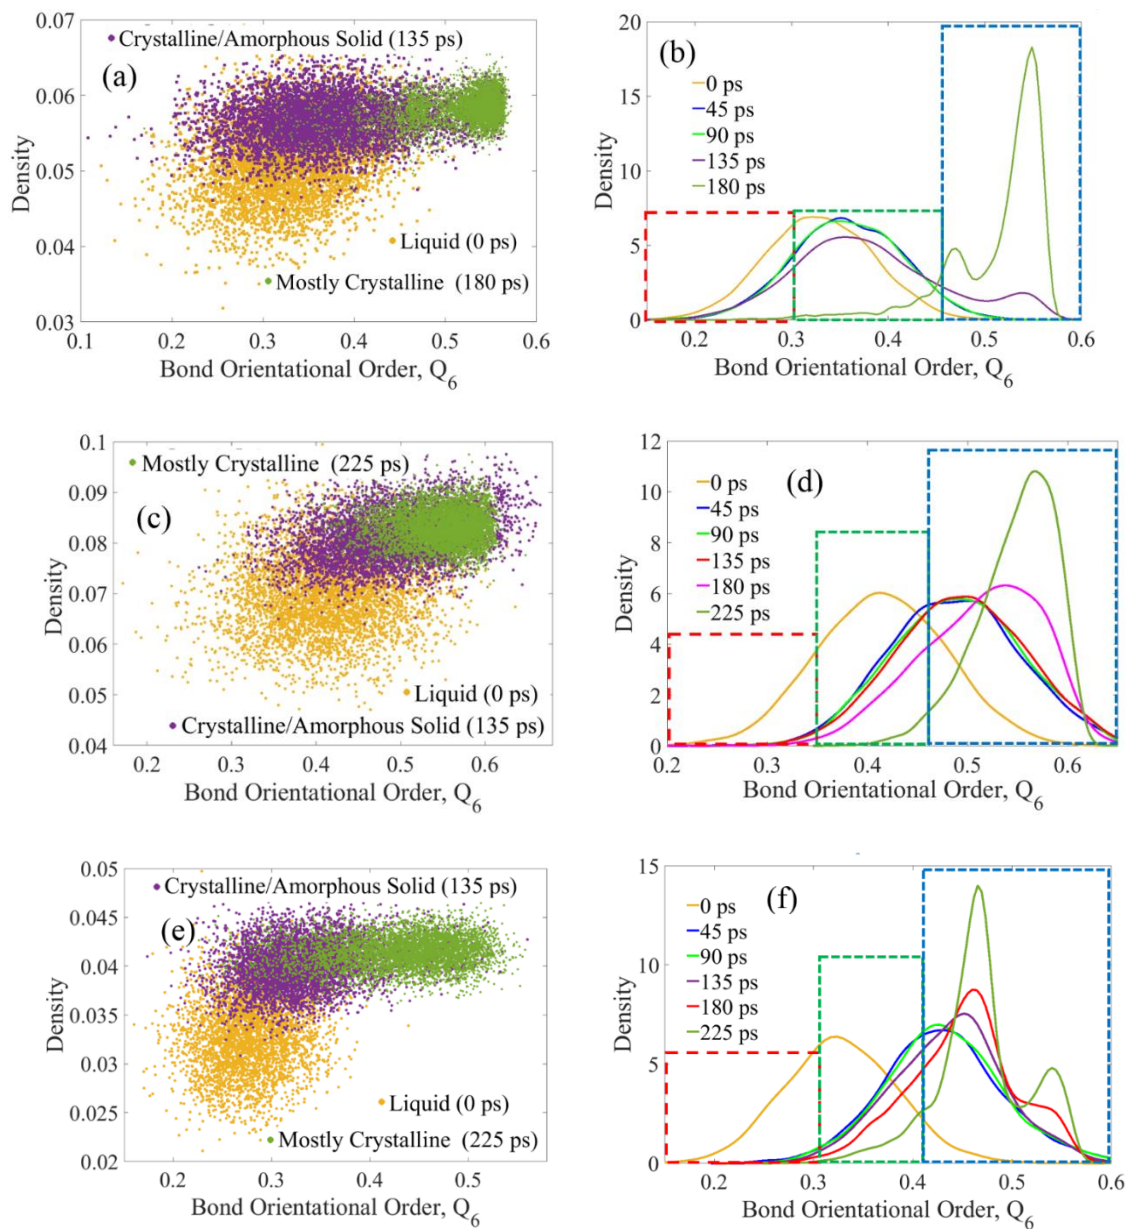 0.07
Crystalline/Amorphous Solid (135 ps)
(a)
0.06
0.05
0.04
0.03
Density
Liquid (0 ps)
Mostly Crystalline (180 ps)
0.1 0.2 0.3 0.4 0.5 0.6
Bond Orientational Order, Q6
20
(b)
0 ps
45 ps
90 ps
135 ps
180 ps
15
10
5
0
Density
0.2 0.3 0.4 0.5 0.6
Bond Orientational Order, Q6
0.1
Mostly Crystalline (225 ps)
0.09
(c)
0.08
0.07
0.06
0.05
0.04
Density
Liquid (0 ps)
Crystalline/Amorphous Solid (135 ps)
0.2 0.3 0.4 0.5 0.6
Bond Orientational Order, Q6
12
(d)
0 ps
45 ps
90 ps
135 ps
180 ps
225 ps
10
8
6
4
2
0
Density
0.2 0.3 0.4 0.5 0.6
Bond Orientational Order, Q6
0.05
Crystalline/Amorphous Solid (135 ps)
0.045
(e)
0.04
0.035
0.03
0.025
0.02
Density
Liquid (0 ps)
Mostly Crystalline (225 ps)
0.2 0.3 0.4 0.5
Bond Orientational Order, Q6
15
(f)
0 ps
45 ps
90 ps
135 ps
180 ps
225 ps
10
5
0
Density
0.2 0.3 0.4 0.5 0.6
Bond Orientational Order, Q6